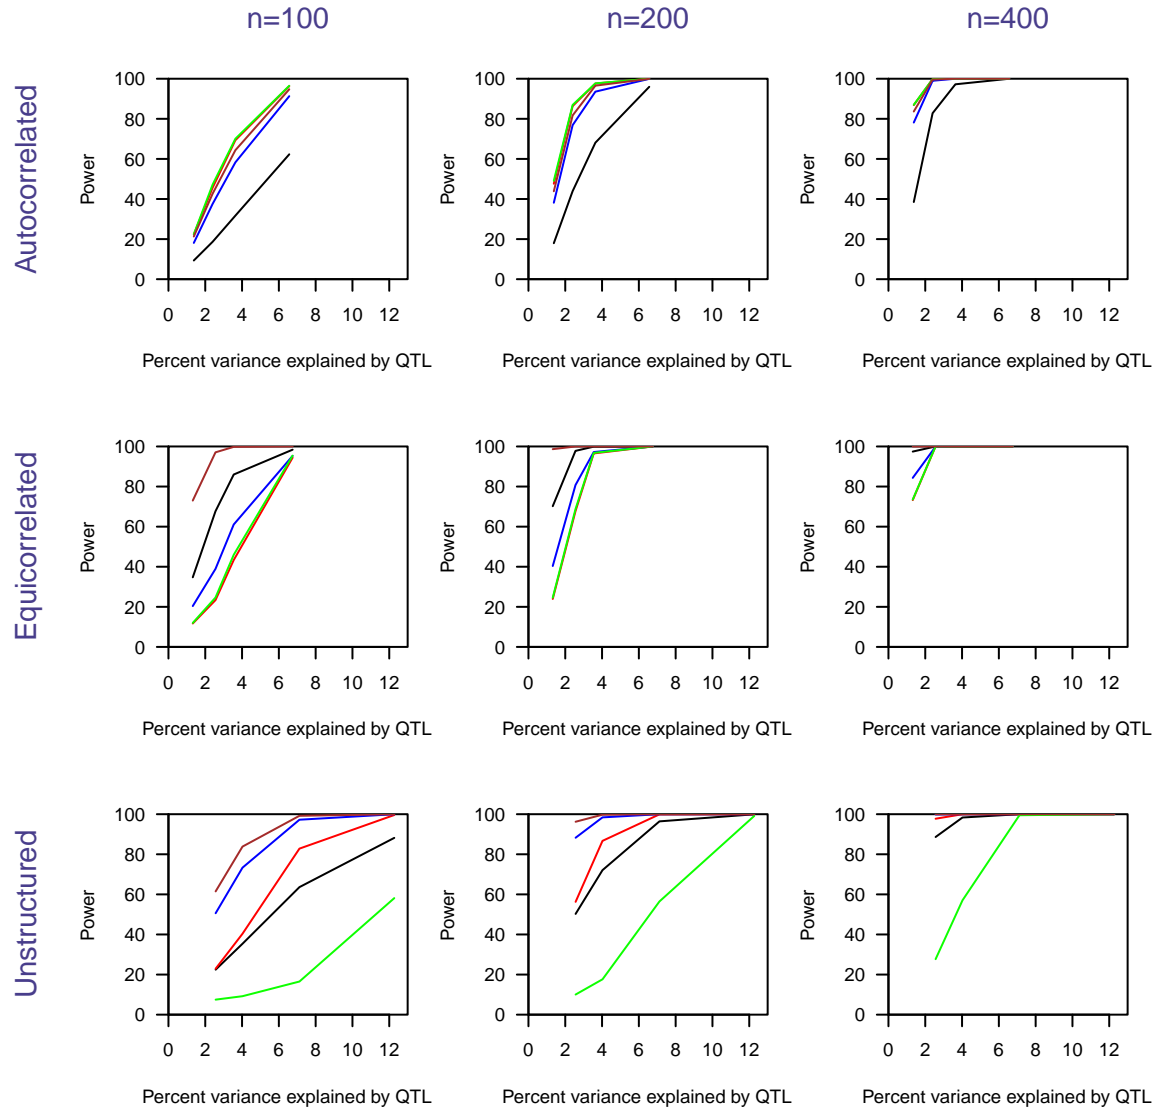 n=100 n=200 n=400
Autocorrelated
100 100 100
80 80 80
60 60 60
Power Power Power
40 40 40
20 20 20
0 0 0
0 2 4 6 8 10 12 0 2 4 6 8 10 12 0 2 4 6 8 10 12
Percent variance explained by QTL Percent variance explained by QTL Percent variance explained by QTL
Equicorrelated
100 100 100
80 80 80
60 60 60
Power Power Power
40 40 40
20 20 20
0 0 0
0 2 4 6 8 10 12 0 2 4 6 8 10 12 0 2 4 6 8 10 12
Percent variance explained by QTL Percent variance explained by QTL Percent variance explained by QTL
Unstructured
100 100 100
80 80 80
60 60 60
Power Power Power
40 40 40
20 20 20
0 0 0
0 2 4 6 8 10 12 0 2 4 6 8 10 12 0 2 4 6 8 10 12
Percent variance explained by QTL Percent variance explained by QTL Percent variance explained by QTL